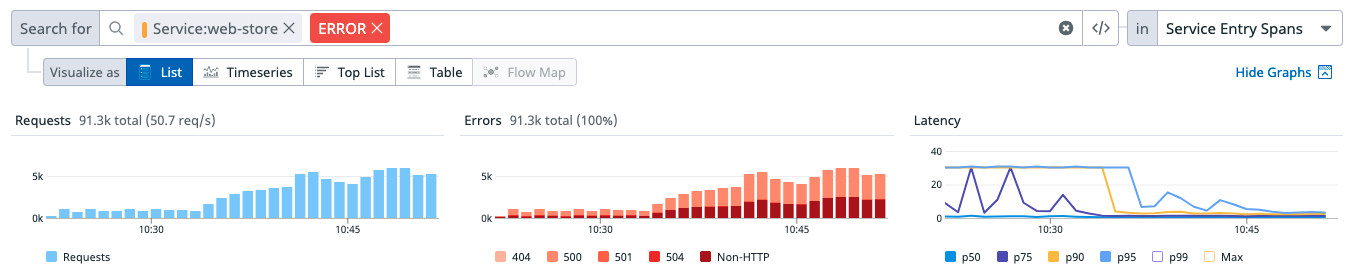 Search for Service:web-store ERROR </> in Service Entry Spans
Visualize as List Timeseries Top List Table Flow Map Hide Graphs
Requests 91.3k total (50.7 req/s)
5k
0k
10:30 10:45
Requests
Errors 91.3k total (100%)
5k
0k
10:30 10:45
404 500 501 504 Non-HTTP
Latency
40
20
0
10:30 10:45
p50 p75 p90 p95 p99 Max